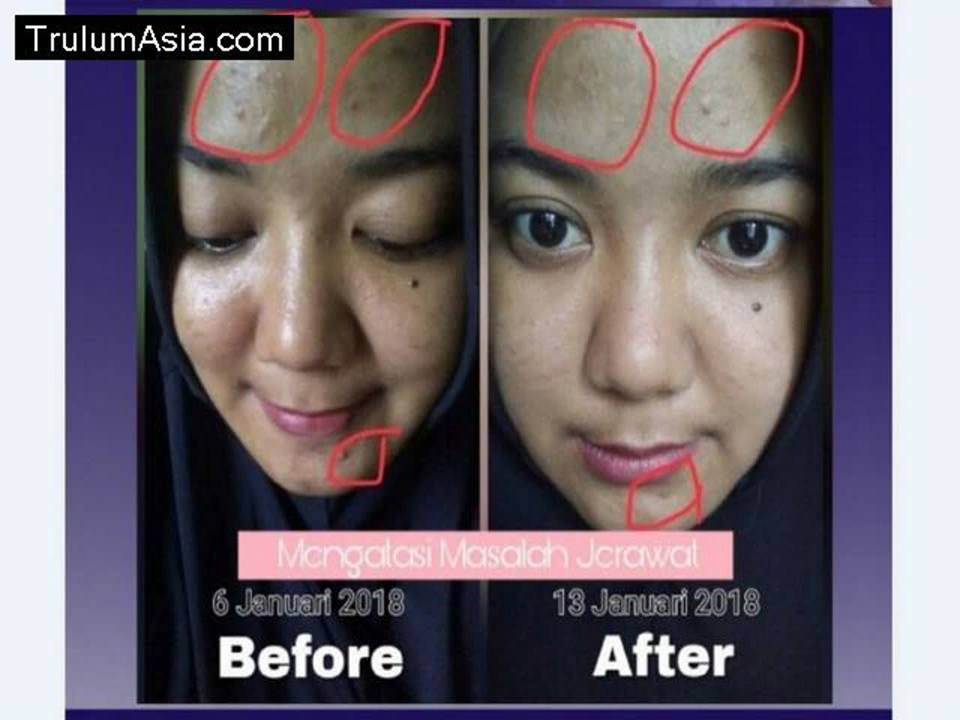 TrulumAsia.com
Mengatasi Masalah Jerawat
6 Januari 2018
13 Januari 2018
Before
After